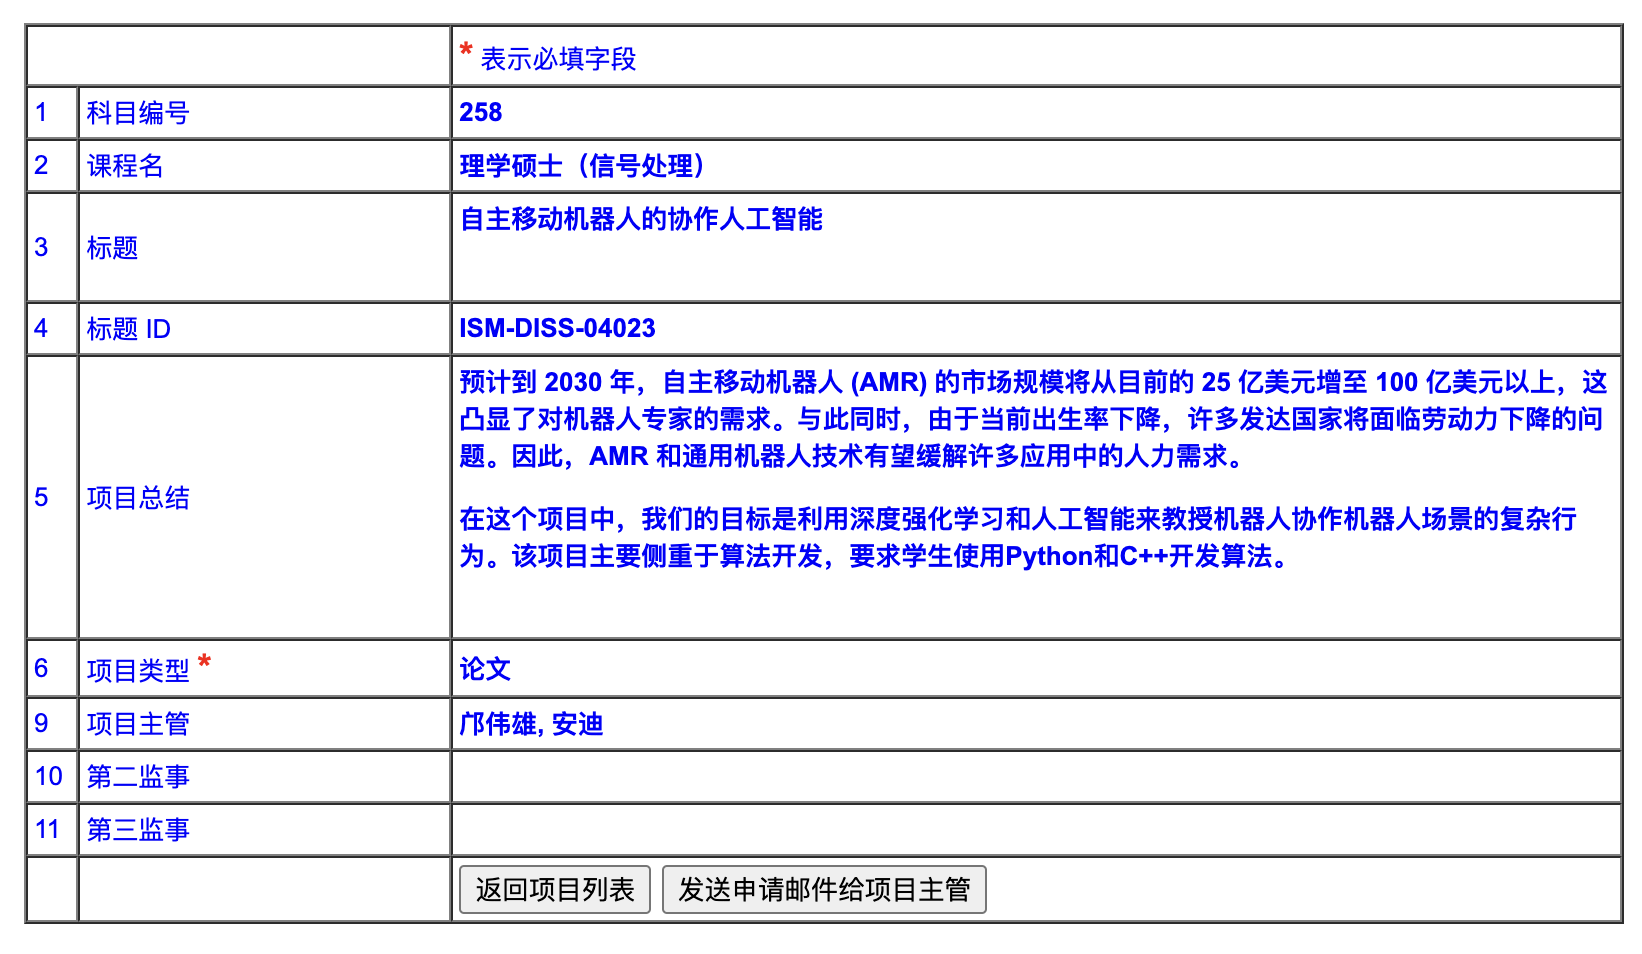 * 表示必填字段
1 科目编号 258
2 课程名 理学硕士（信号处理）
3 标题 自主移动机器人的协作人工智能
4 标题 ID ISM-DISS-04023
5 项目总结 预计到 2030 年，自主移动机器人 (AMR) 的市场规模将从目前的 25 亿美元增至 100 亿美元以上，这
凸显了对机器人专家的需求。与此同时，由于当前出生率下降，许多发达国家将面临劳动力下降的问
题。因此，AMR 和通用机器人技术有望缓解许多应用中的人力需求。
在这个项目中，我们的目标是利用深度强化学习和人工智能来教授机器人协作机器人场景的复杂行
为。该项目主要侧重于算法开发，要求学生使用Python和C++开发算法。
6 项目类型 * 论文
9 项目主管 邝伟雄, 安迪
10 第二监事
11 第三监事
返回项目列表 发送申请邮件给项目主管